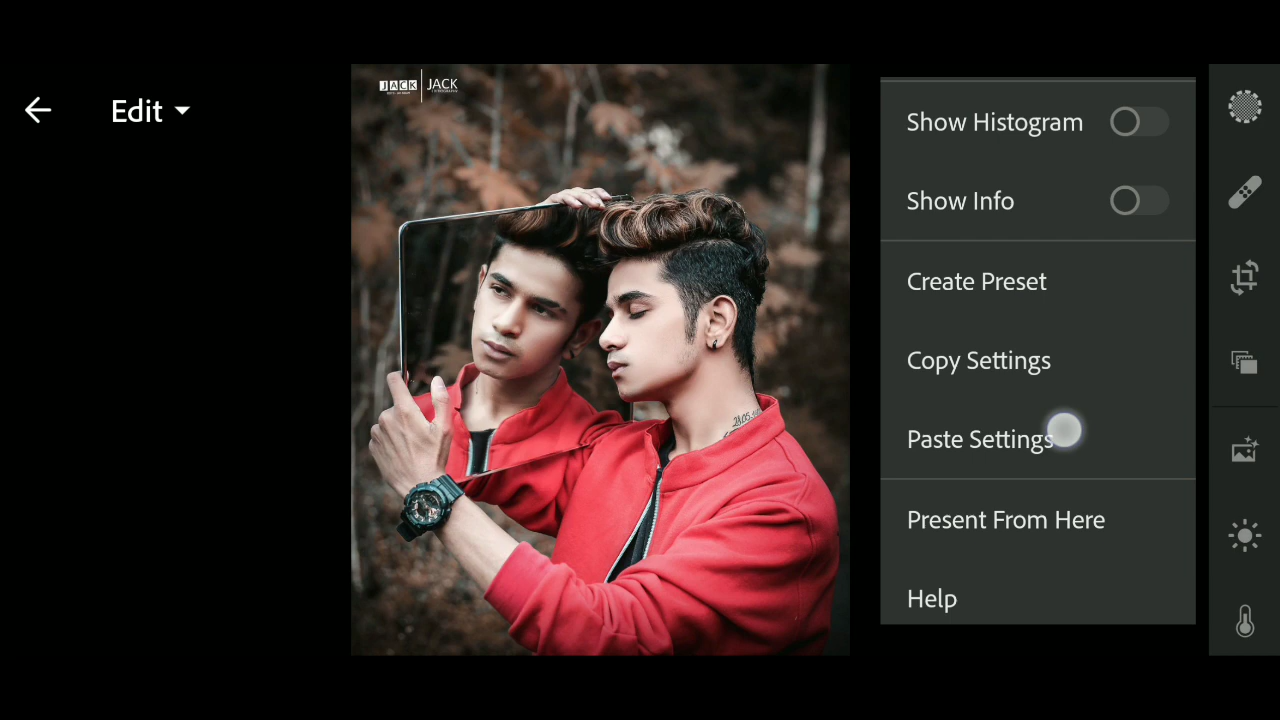 Edit
JACK | JACK
Show Histogram
Show Info
Create Preset
Copy Settings
Paste Settings
Present From Here
Help